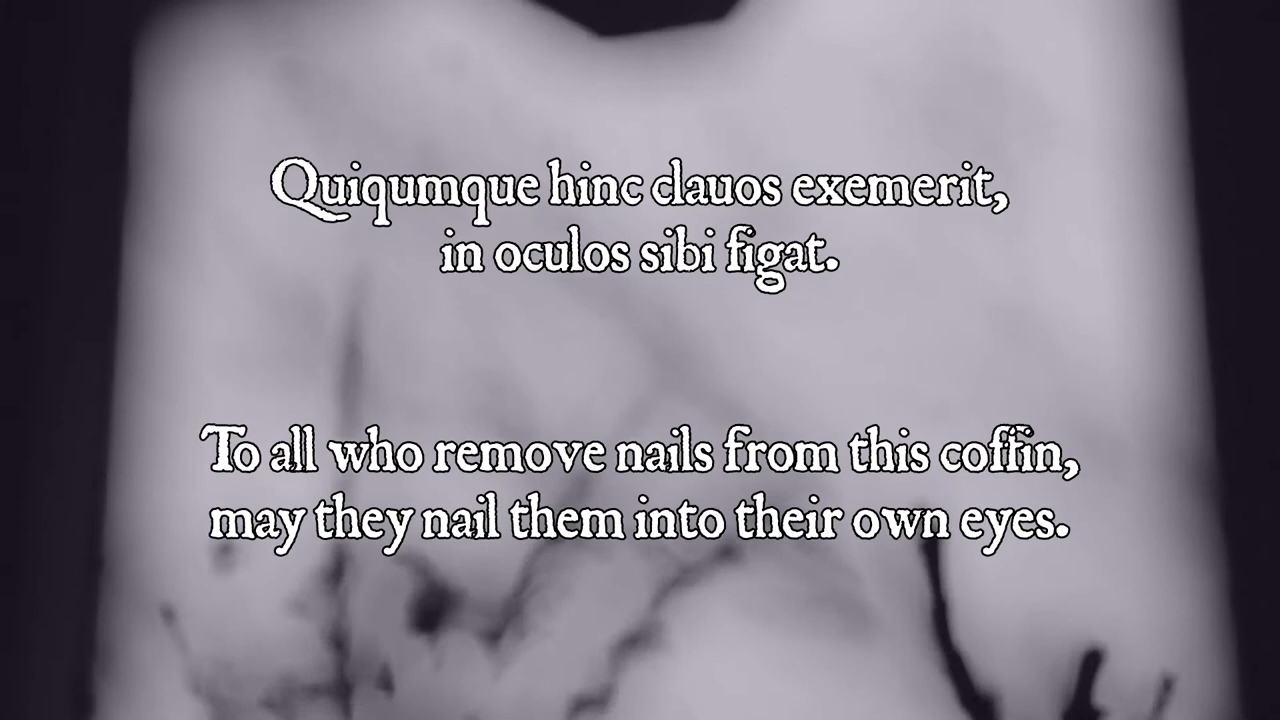 Quiqumque hinc clauos exemerit,
in oculos sibi figat.
To all who remove nails from this coffin,
may they nail them into their own eyes.